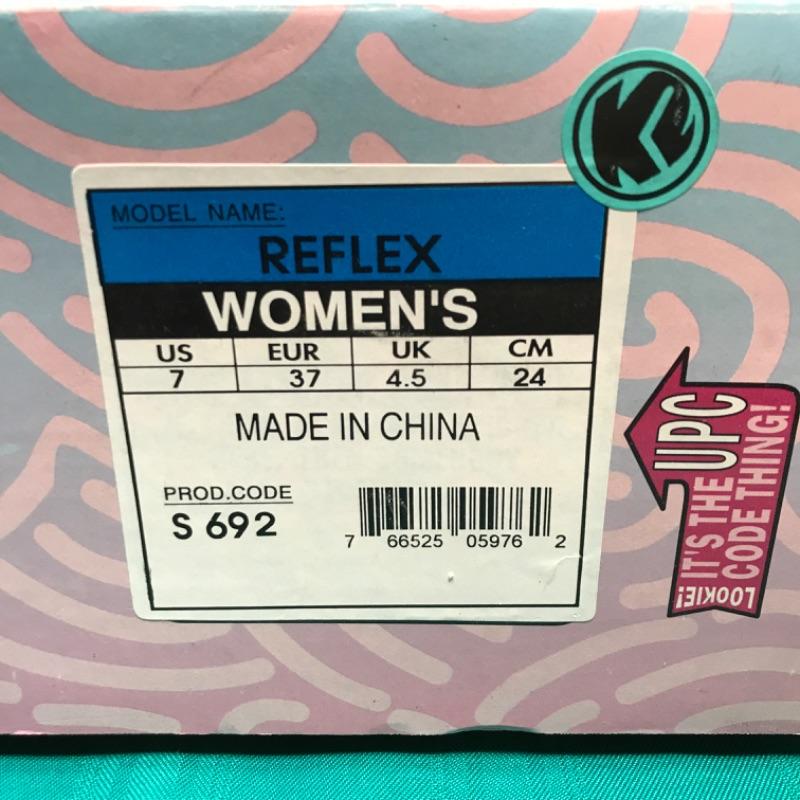 MODEL NAME:
REFLEX
WOMEN'S
US EUR UK CM
7 37 4.5 24
MADE IN CHINA
PROD.CODE
S 692
7 66525 05976 2
LOOKIE!
IT'S THE UPC
CODE THING!